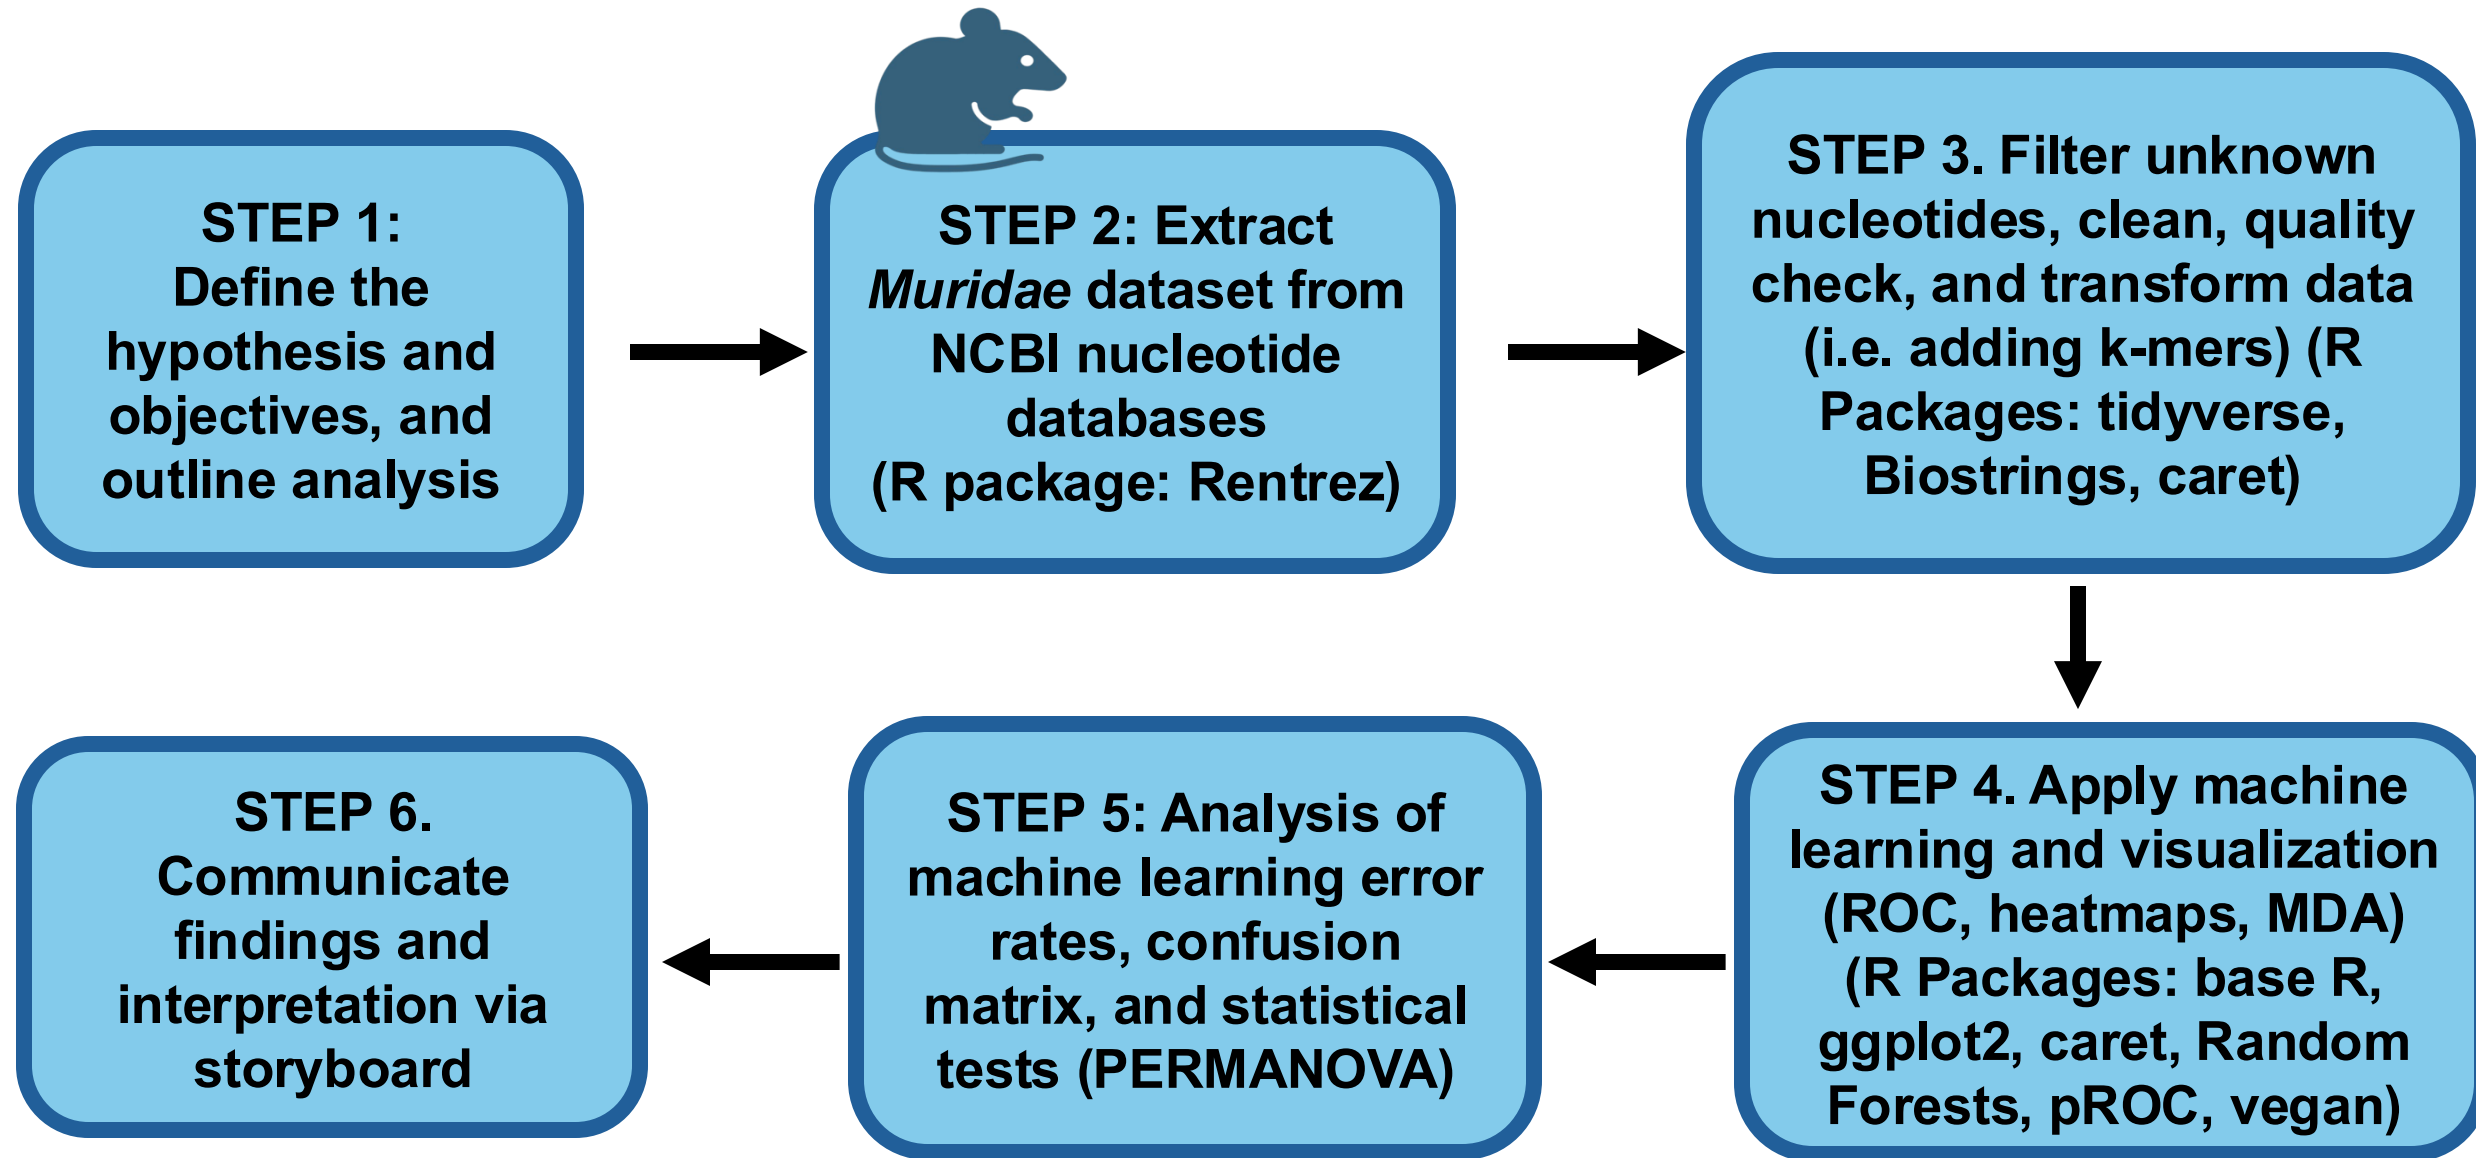 STEP 1:
Define the
hypothesis and
objectives, and
outline analysis
STEP 2: Extract
Muridae dataset from
NCBI nucleotide
databases
(R package: Rentrez)
STEP 3. Filter unknown
nucleotides, clean, quality
check, and transform data
(i.e. adding k-mers) (R
Packages: tidyverse,
Biostrings, caret)
STEP 4. Apply machine
learning and visualization
(ROC, heatmaps, MDA)
(R Packages: base R,
ggplot2, caret, Random
Forests, pROC, vegan)
STEP 5: Analysis of
machine learning error
rates, confusion
matrix, and statistical
tests (PERMANOVA)
STEP 6.
Communicate
findings and
interpretation via
storyboard